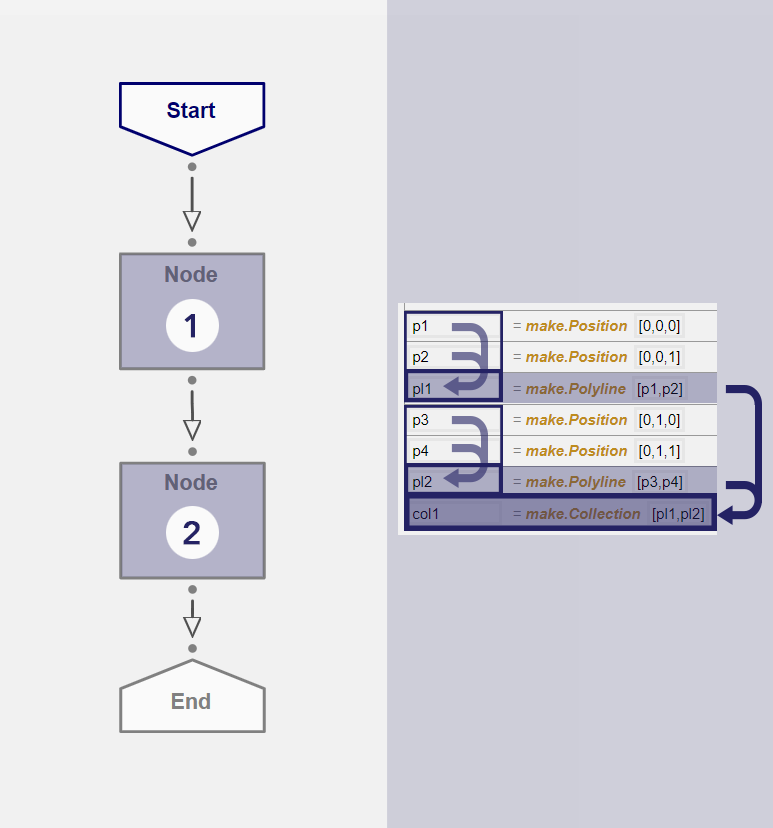 Start
Node
1
Node
2
End
p1 = make.Position [0,0,0]
p2 = make.Position [0,0,1]
pl1 = make.Polyline [p1,p2]
p3 = make.Position [0,1,0]
p4 = make.Position [0,1,1]
pl2 = make.Polyline [p3,p4]
col1 = make.Collection [pl1,pl2]